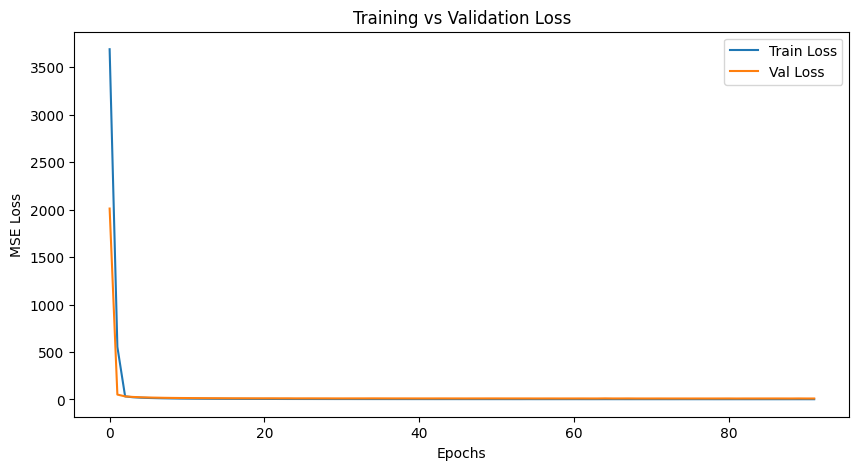 Training vs Validation Loss
Train Loss
Val Loss
3500
3000
2500
2000
1500
1000
500
0
MSE Loss
0 20 40 60 80
Epochs